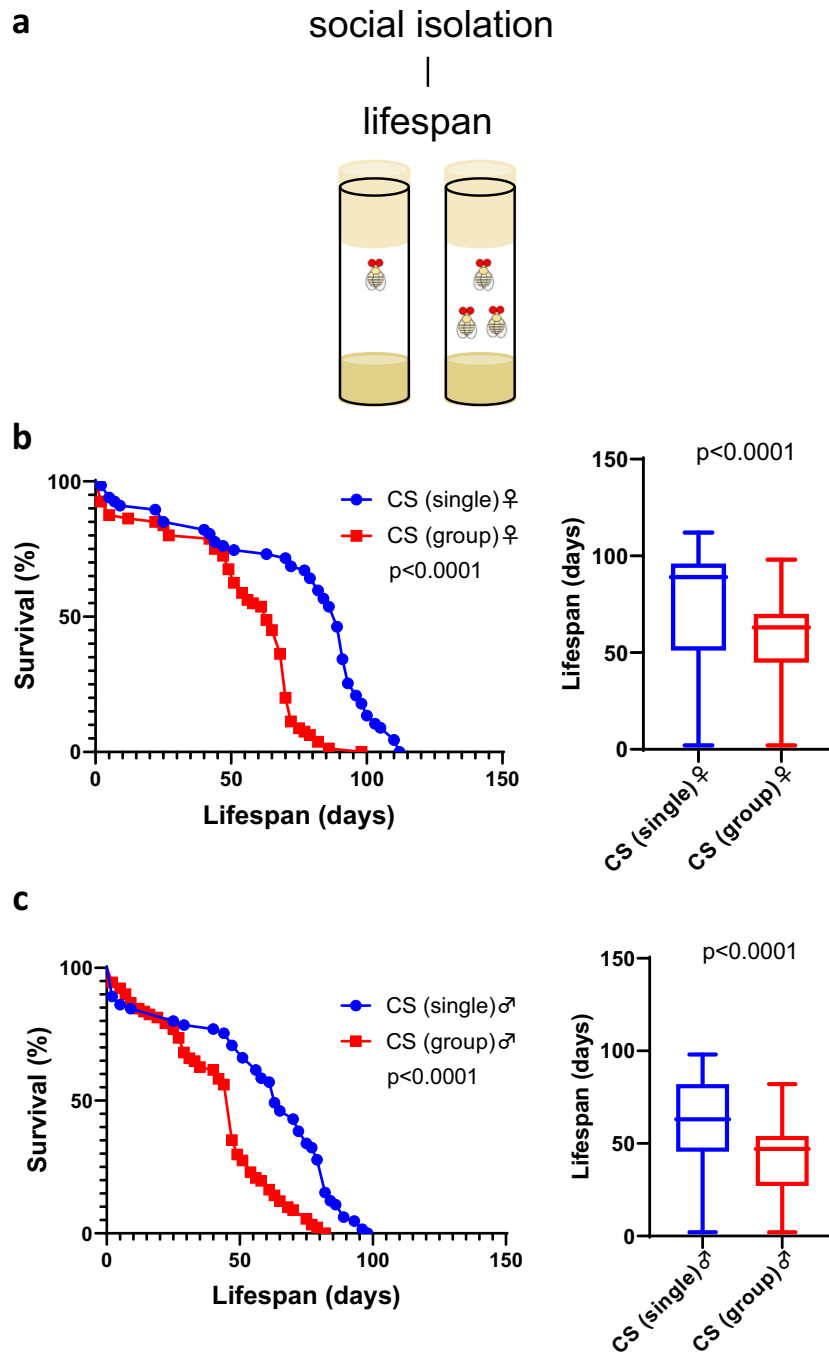 a
social isolation
|
lifespan
b
100
50
0
Survival (%)
0
50
100
150
Lifespan (days)
CS (single)♀
CS (group)♀
p<0.0001
p<0.0001
150
100
50
0
Lifespan (days)
CS (single)♀
CS (group)♀
c
100
50
0
Survival (%)
0
50
100
150
Lifespan (days)
CS (single)♂
CS (group)♂
p<0.0001
p<0.0001
150
100
50
0
Lifespan (days)
CS (single)♂
CS (group)♂